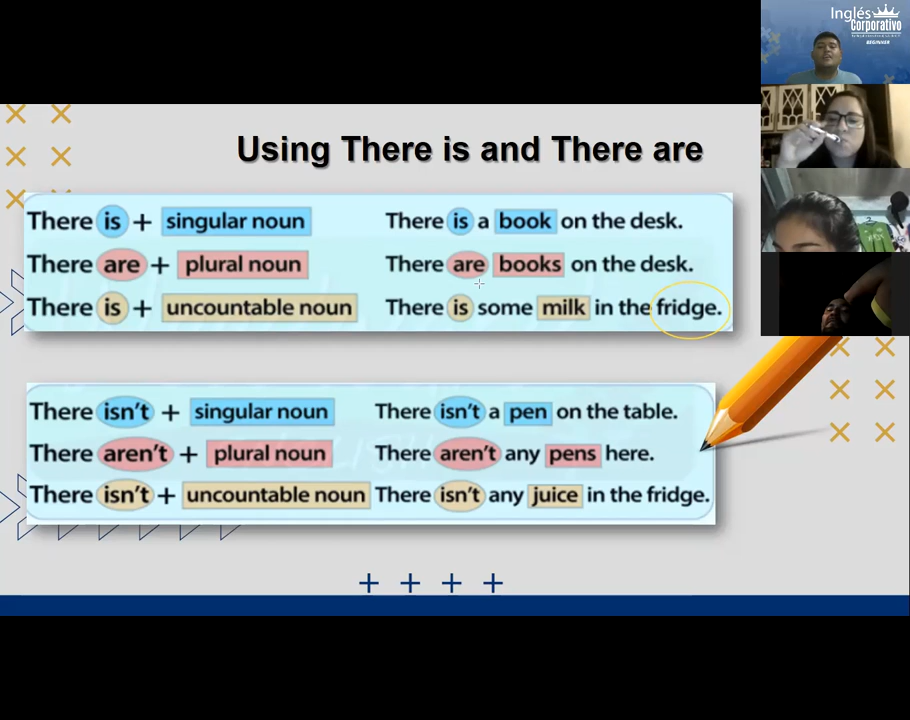 Inglés
Corporativo
BEGINNER
Using There is and There are
There is + singular noun There is a book on the desk.
There are + plural noun There are books on the desk.
There is + uncountable noun There is some milk in the fridge.
There isn't + singular noun There isn't a pen on the table.
There aren't + plural noun There aren't any pens here.
There isn't + uncountable noun There isn't any juice in the fridge.